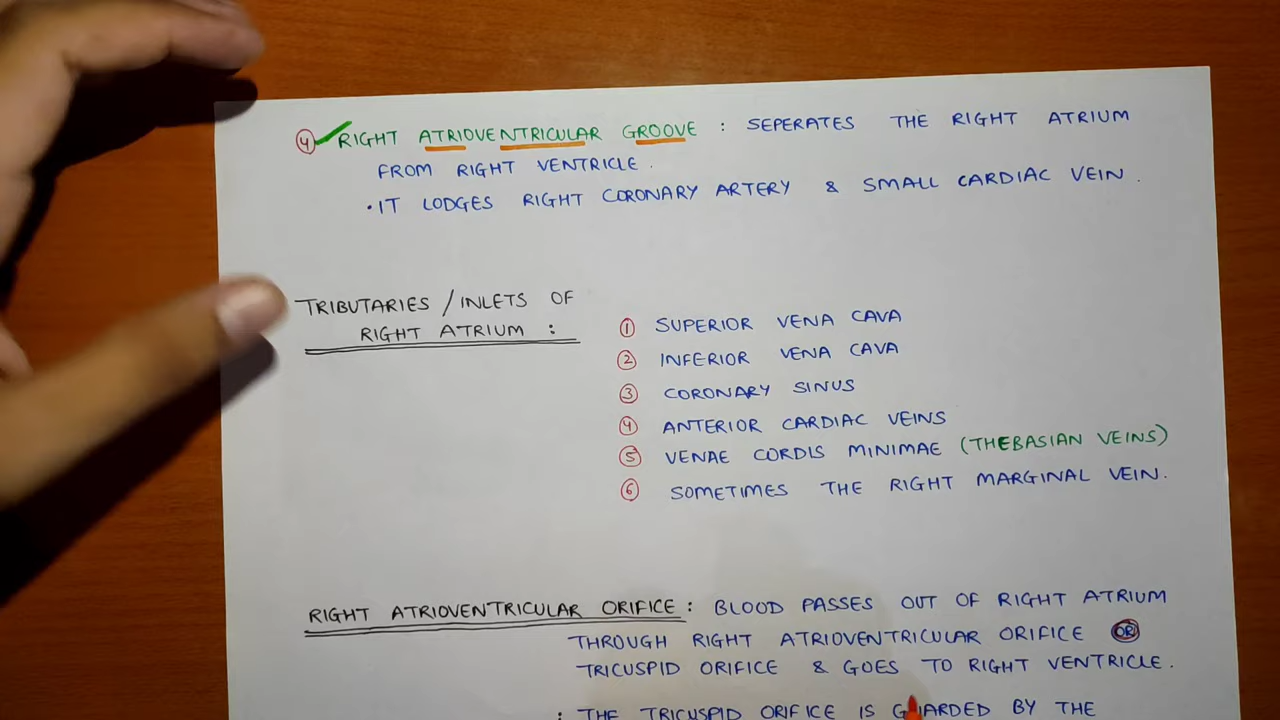 ④ RIGHT ATRIOVENTRICULAR GROOVE : SEPERATES THE RIGHT ATRIUM
FROM RIGHT VENTRICLE.
• IT LODGES RIGHT CORONARY ARTERY & SMALL CARDIAC VEIN.
TRIBUTARIES / INLETS OF
RIGHT ATRIUM :
① SUPERIOR VENA CAVA
② INFERIOR VENA CAVA
③ CORONARY SINUS
④ ANTERIOR CARDIAC VEINS
⑤ VENAE CORDIS MINIMAE (THEBASIAN VEINS)
⑥ SOMETIMES THE RIGHT MARGINAL VEIN.
RIGHT ATRIOVENTRICULAR ORIFICE : BLOOD PASSES OUT OF RIGHT ATRIUM
THROUGH RIGHT ATRIOVENTRICULAR ORIFICE OR
TRICUSPID ORIFICE & GOES TO RIGHT VENTRICLE.
: THE TRICUSPID ORIFICE IS GUARDED BY THE